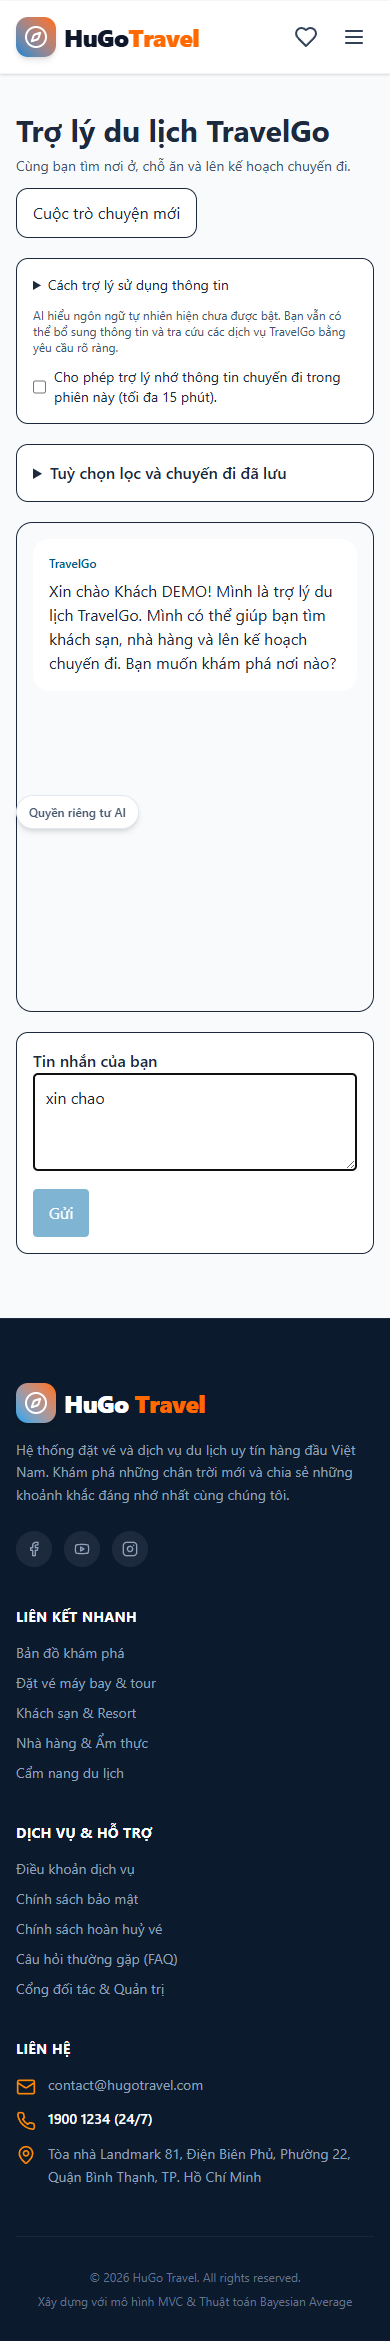 HuGoTravel
Trợ lý du lịch TravelGo
Cùng bạn tìm nơi ở, chỗ ăn và lên kế hoạch chuyến đi.
Cuộc trò chuyện mới
Cách trợ lý sử dụng thông tin
AI hiểu ngôn ngữ tự nhiên hiện chưa được bật. Bạn vẫn có
thể bổ sung thông tin và tra cứu các dịch vụ TravelGo bằng
yêu cầu rõ ràng.
Cho phép trợ lý nhớ thông tin chuyến đi trong
phiên này (tối đa 15 phút).
Tuỳ chọn lọc và chuyến đi đã lưu
TravelGo
Xin chào Khách DEMO! Mình là trợ lý du
lịch TravelGo. Mình có thể giúp bạn tìm
khách sạn, nhà hàng và lên kế hoạch
chuyến đi. Bạn muốn khám phá nơi nào?
Quyền riêng tư AI
Tin nhắn của bạn
xin chao
Gửi
HuGo Travel
Hệ thống đặt vé và dịch vụ du lịch uy tín hàng đầu Việt
Nam. Khám phá những chân trời mới và chia sẻ những
khoảnh khắc đáng nhớ nhất cùng chúng tôi.
LIÊN KẾT NHANH
Bản đồ khám phá
Đặt vé máy bay & tour
Khách sạn & Resort
Nhà hàng & Ẩm thực
Cẩm nang du lịch
DỊCH VỤ & HỖ TRỢ
Điều khoản dịch vụ
Chính sách bảo mật
Chính sách hoàn huỷ vé
Câu hỏi thường gặp (FAQ)
Cổng đối tác & Quản trị
LIÊN HỆ
contact@hugotravel.com
1900 1234 (24/7)
Tòa nhà Landmark 81, Điện Biên Phủ, Phường 22,
Quận Bình Thạnh, TP. Hồ Chí Minh
© 2026 HuGo Travel. All rights reserved.
Xây dựng với mô hình MVC & Thuật toán Bayesian Average